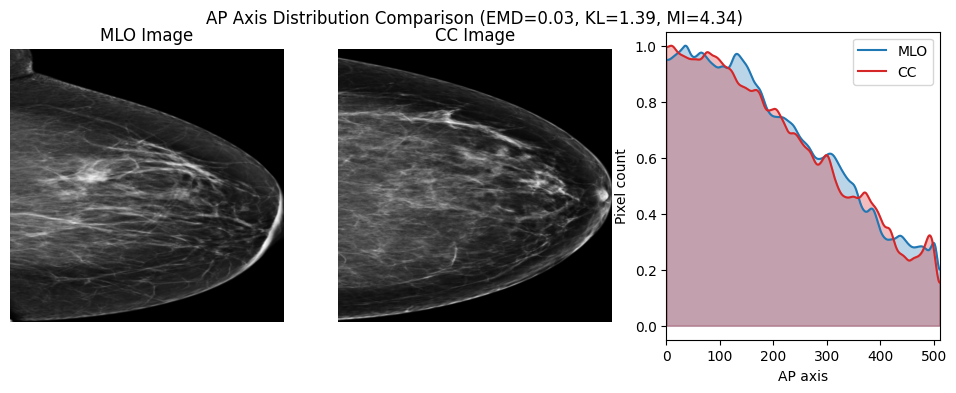 AP Axis Distribution Comparison (EMD=0.03, KL=1.39, MI=4.34)
MLO Image
CC Image
MLO
CC
Pixel count
1.0
0.8
0.6
0.4
0.2
0.0
0 100 200 300 400 500
AP axis